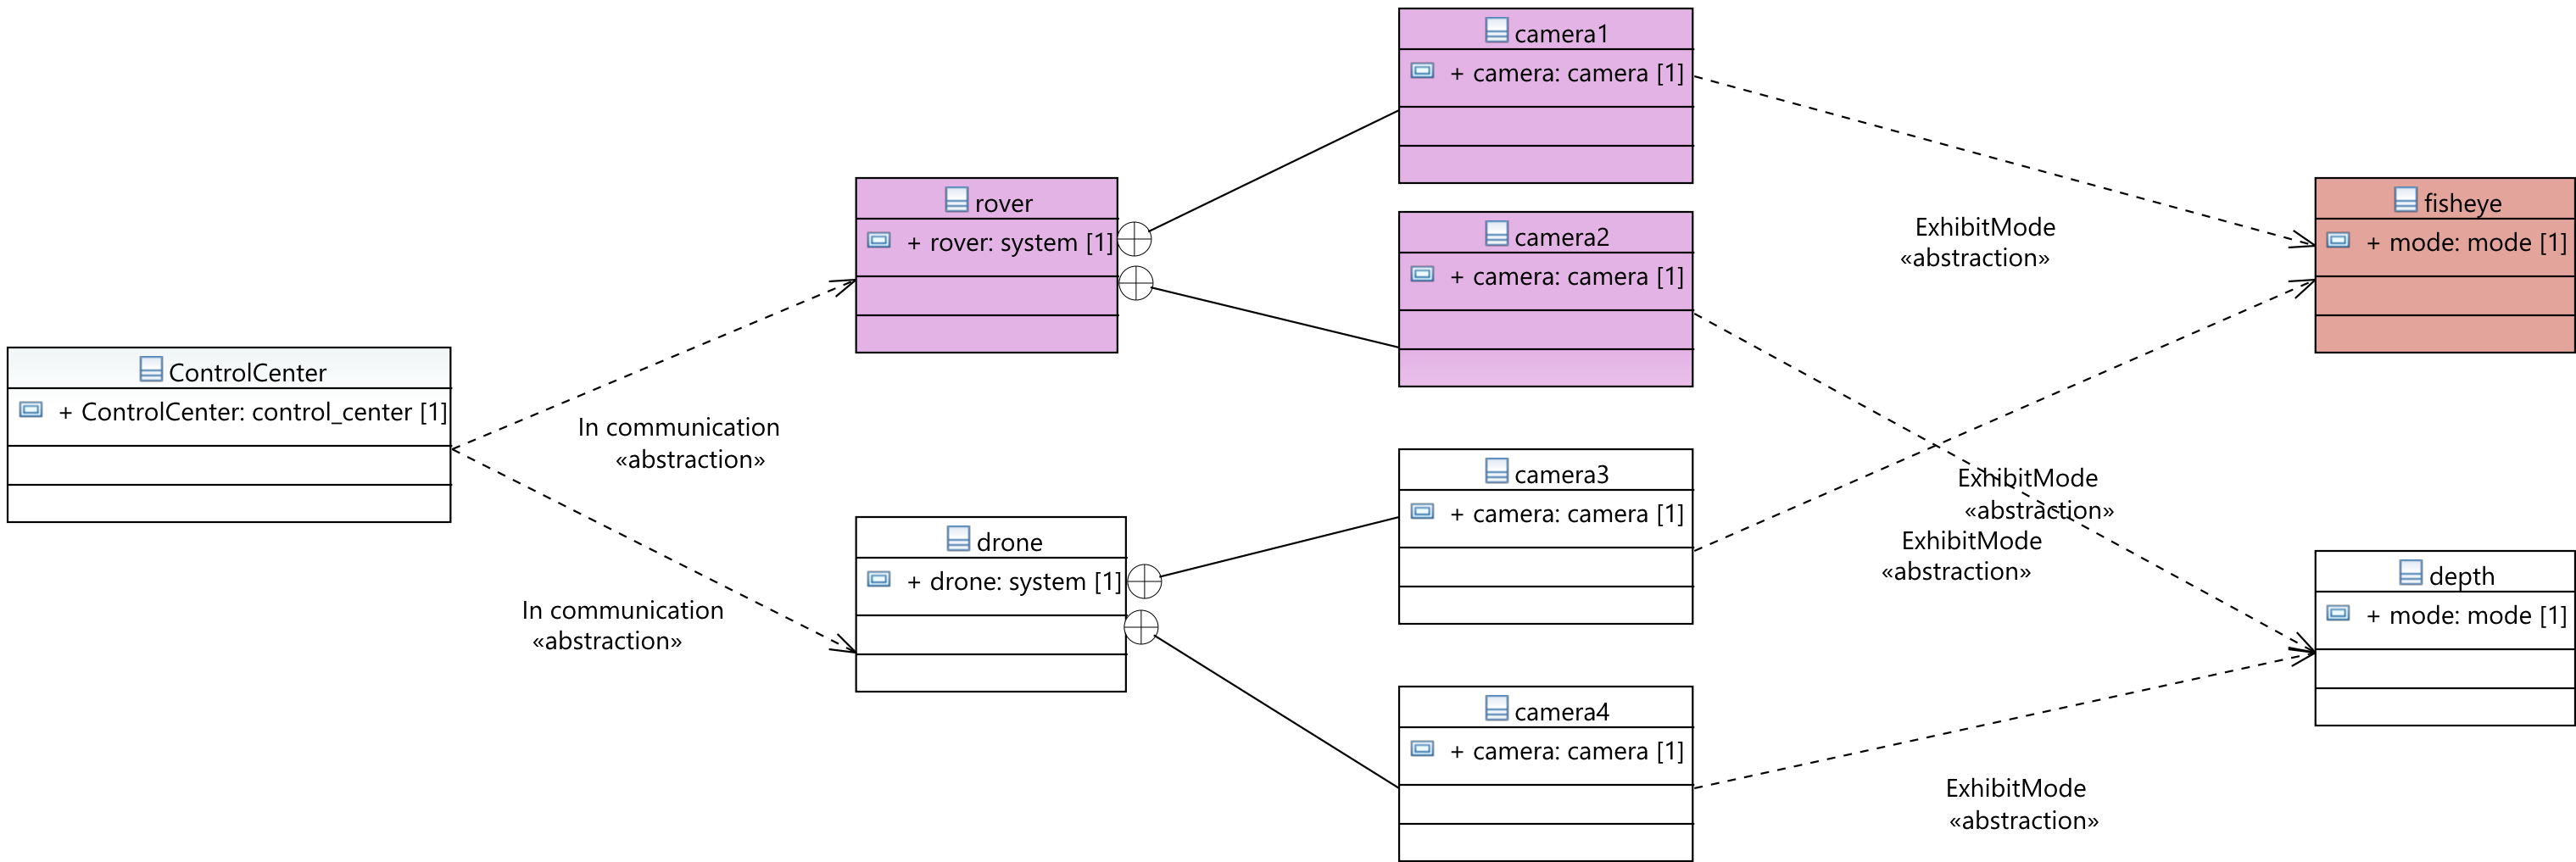 camera1
+ camera: camera [1]
rover
+ rover: system [1]
fisheye
+ mode: mode [1]
ExhibitMode
«abstraction»
camera2
+ camera: camera [1]
ControlCenter
+ ControlCenter: control_center [1]
In communication
«abstraction»
camera3
+ camera: camera [1]
ExhibitMode
«abstraction»
ExhibitMode
«abstraction»
drone
+ drone: system [1]
depth
+ mode: mode [1]
In communication
«abstraction»
camera4
+ camera: camera [1]
ExhibitMode
«abstraction»